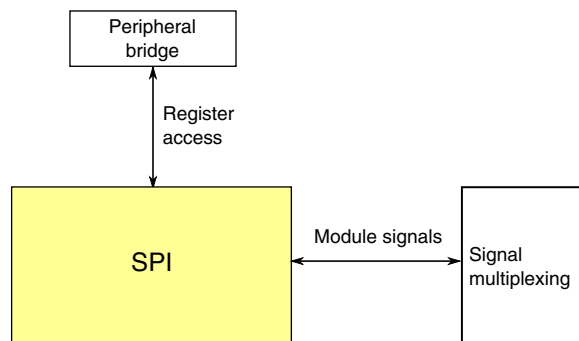 Peripheral
bridge
Register
access
SPI
Module signals
Signal
multiplexing